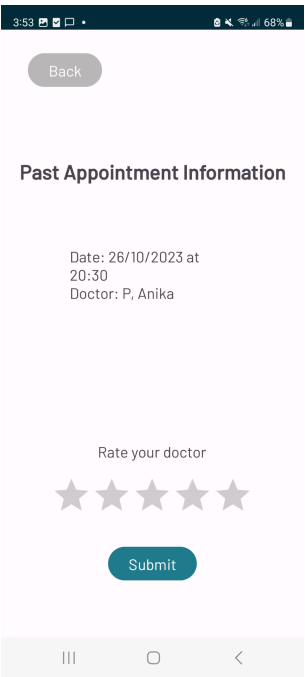 3:53 68%
Back
Past Appointment Information
Date: 26/10/2023 at
20:30
Doctor: P, Anika
Rate your doctor
Submit